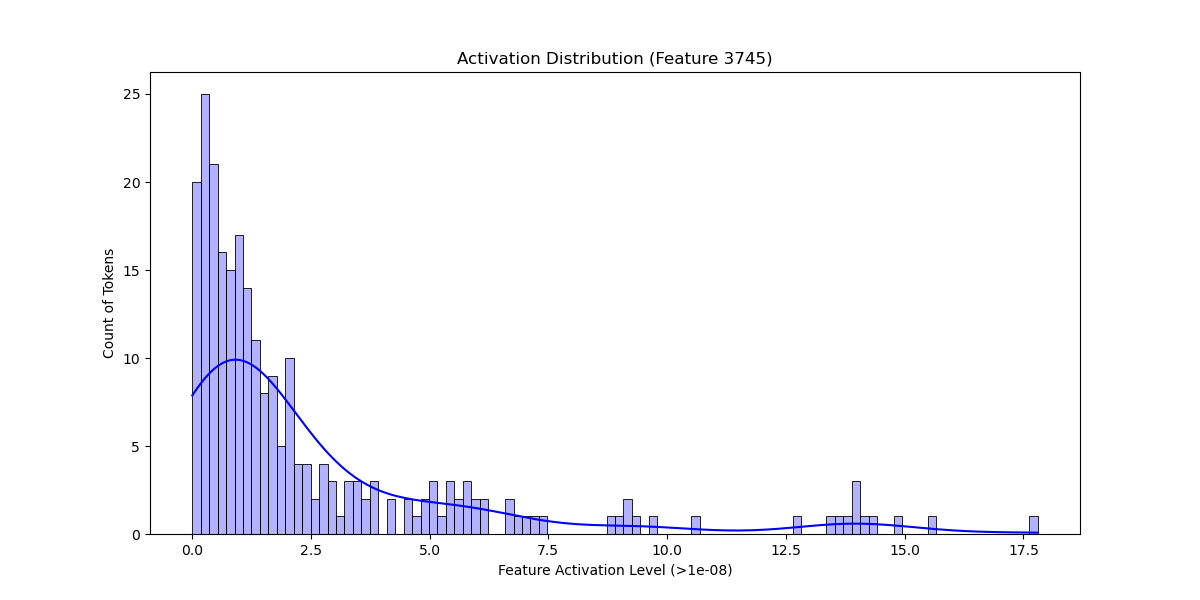 Activation Distribution (Feature 3745)
25
20
15
10
5
0
Count of Tokens
0.0 2.5 5.0 7.5 10.0 12.5 15.0 17.5
Feature Activation Level (>1e-08)